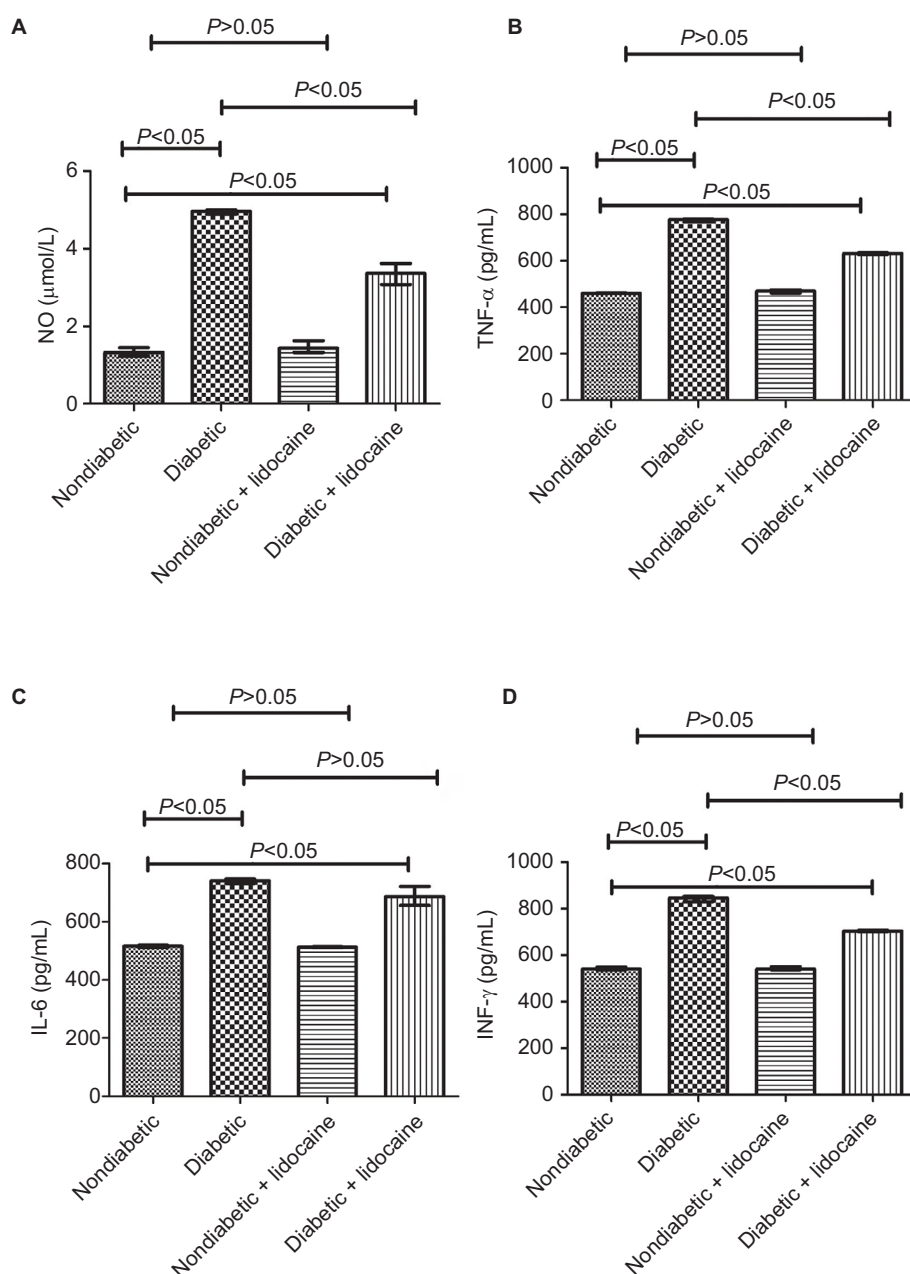 A
P>0.05
P<0.05
P<0.05
P<0.05
6
4
2
0
NO (μmol/L)
Nondiabetic
Diabetic
Nondiabetic + lidocaine
Diabetic + lidocaine
B
P>0.05
P<0.05
P<0.05
P<0.05
1000
800
600
400
200
0
TNF-α (pg/mL)
Nondiabetic
Diabetic
Nondiabetic + lidocaine
Diabetic + lidocaine
C
P>0.05
P>0.05
P<0.05
P<0.05
800
600
400
200
0
IL-6 (pg/mL)
Nondiabetic
Diabetic
Nondiabetic + lidocaine
Diabetic + lidocaine
D
P>0.05
P<0.05
P<0.05
P<0.05
1000
800
600
400
200
0
INF-γ (pg/mL)
Nondiabetic
Diabetic
Nondiabetic + lidocaine
Diabetic + lidocaine